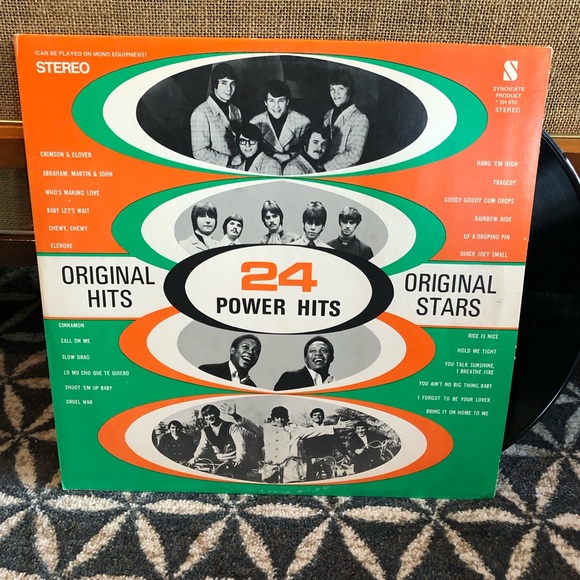 (CAN BE PLAYED ON MONO EQUIPMENT)
STEREO
S
SYNDICATE
PRODUCT
* SH 910
STEREO
CRIMSON & CLOVER
ABRAHAM, MARTIN & JOHN
WHO'S MAKING LOVE
BABY LET'S WAIT
CHEWY, CHEWY
ELENORE
HANG 'EM HIGH
TRAGEDY
GOODY GOODY GUM DROPS
RAINBOW RIDE
OF A DROPING PIN
QUICK JOEY SMALL
ORIGINAL
HITS
24
POWER HITS
ORIGINAL
STARS
CINNAMON
CALL ON ME
SLOW DRAG
LO MU CHO QUE TE QUIERO
SHOOT 'EM UP BABY
CRUEL WAR
RICE IS NICE
HOLD ME TIGHT
YOU TALK SUNSHINE,
I BREATHE FIRE
YOU AIN'T NO BIG THING, BABY
I FORGOT TO BE YOUR LOVER
BRING IT ON HOME TO ME